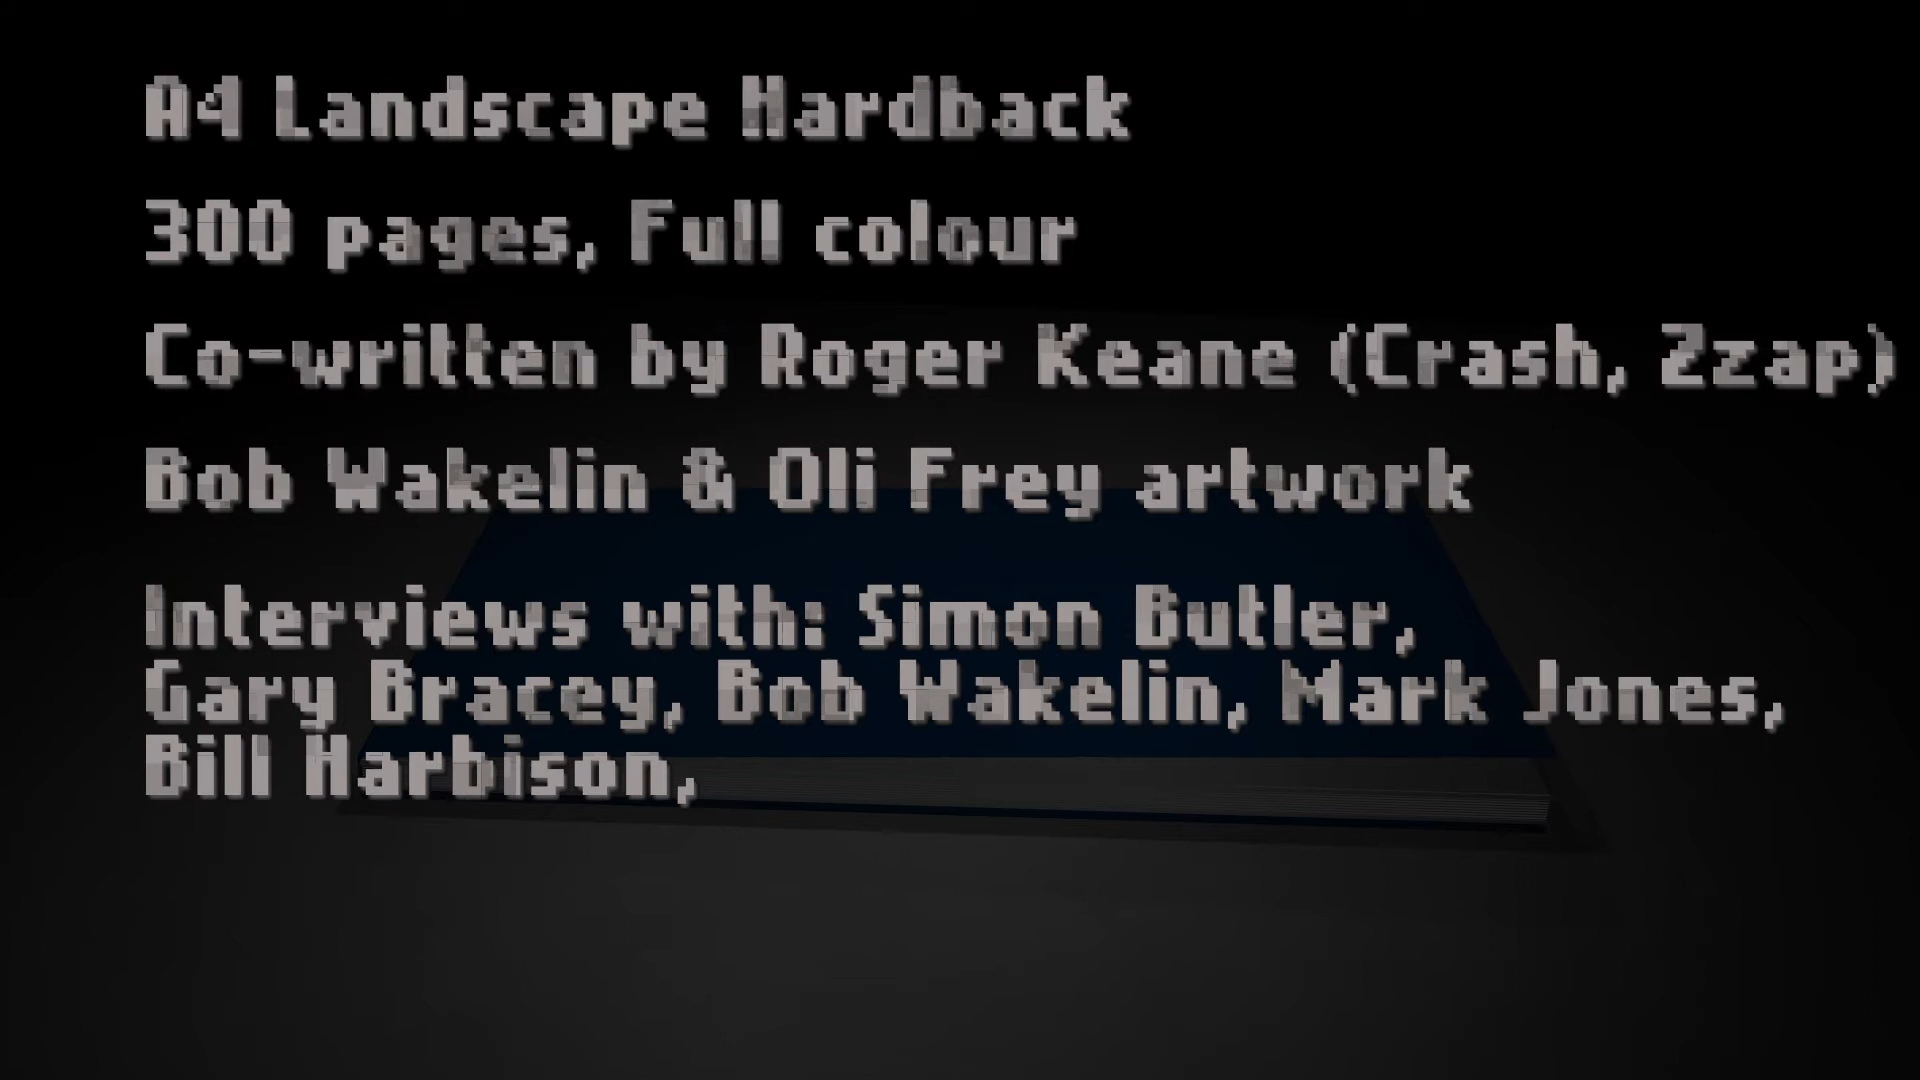 A4 Landscape Hardback
300 pages, Full colour
Co-written by Roger Keane (Crash, Zzap)
Bob Wakelin & Oli Frey artwork
Interviews with: Simon Butler,
Gary Bracey, Bob Wakelin, Mark Jones,
Bill Harbison,